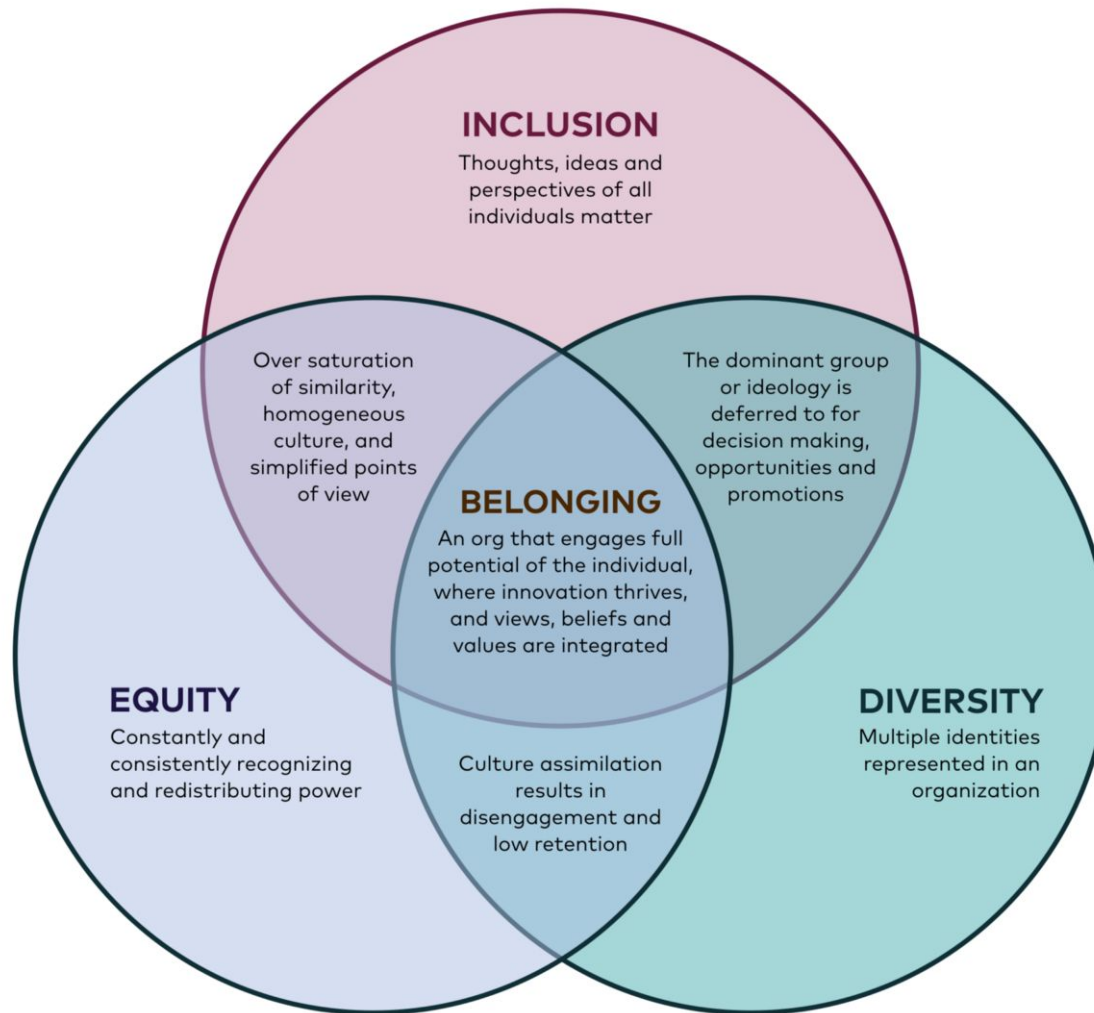 INCLUSION
Thoughts, ideas and
perspectives of all
individuals matter
Over saturation
of similarity,
homogeneous
culture, and
simplified points
of view
The dominant group
or ideology is
deferred to for
decision making,
opportunities and
promotions
BELONGING
An org that engages full
potential of the individual,
where innovation thrives,
and views, beliefs and
values are integrated
EQUITY
Constantly and
consistently recognizing
and redistributing power
DIVERSITY
Multiple identities
represented in an
organization
Culture assimilation
results in
disengagement and
low retention